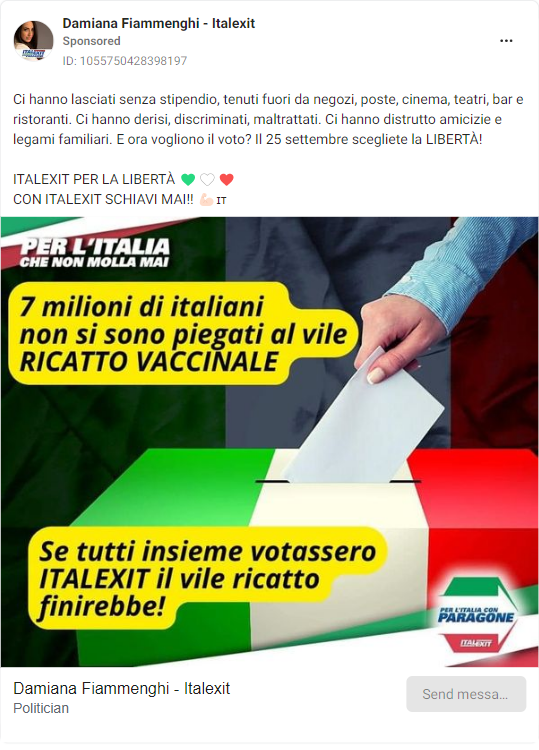 Damiana Fiammenghi - Italexit
Sponsored
ID: 1055750428398197
Ci hanno lasciati senza stipendio, tenuti fuori da negozi, poste, cinema, teatri, bar e
ristoranti. Ci hanno derisi, discriminati, maltrattati. Ci hanno distrutto amicizie e
legami familiari. E ora vogliono il voto? Il 25 settembre scegliete la LIBERTÀ!
ITALEXIT PER LA LIBERTÀ 💚🤍❤️
CON ITALEXIT SCHIAVI MAI!! 💪🏻 IT
PER L'ITALIA
CHE NON MOLLA MAI
7 milioni di italiani
non si sono piegati al vile
RICATTO VACCINALE
Se tutti insieme votassero
ITALEXIT il vile ricatto
finirebbe!
PER L'ITALIA CON
PARAGONE
ITALEXIT
Damiana Fiammenghi - Italexit
Politician
Send messa...